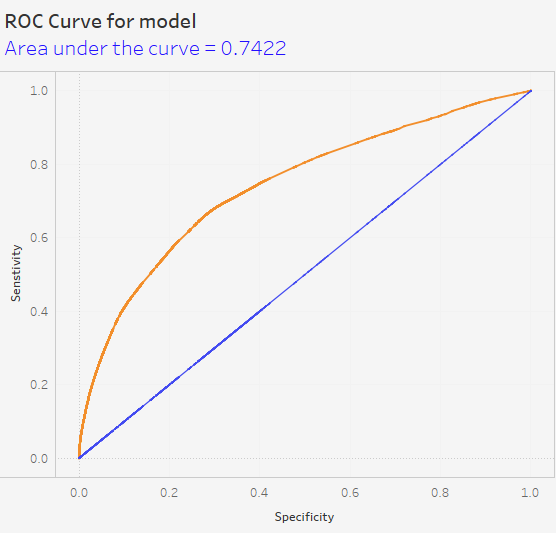 ROC Curve for model
Area under the curve = 0.7422
1.0
0.8
0.6
0.4
0.2
0.0
Senstivity
0.0 0.2 0.4 0.6 0.8 1.0
Specificity